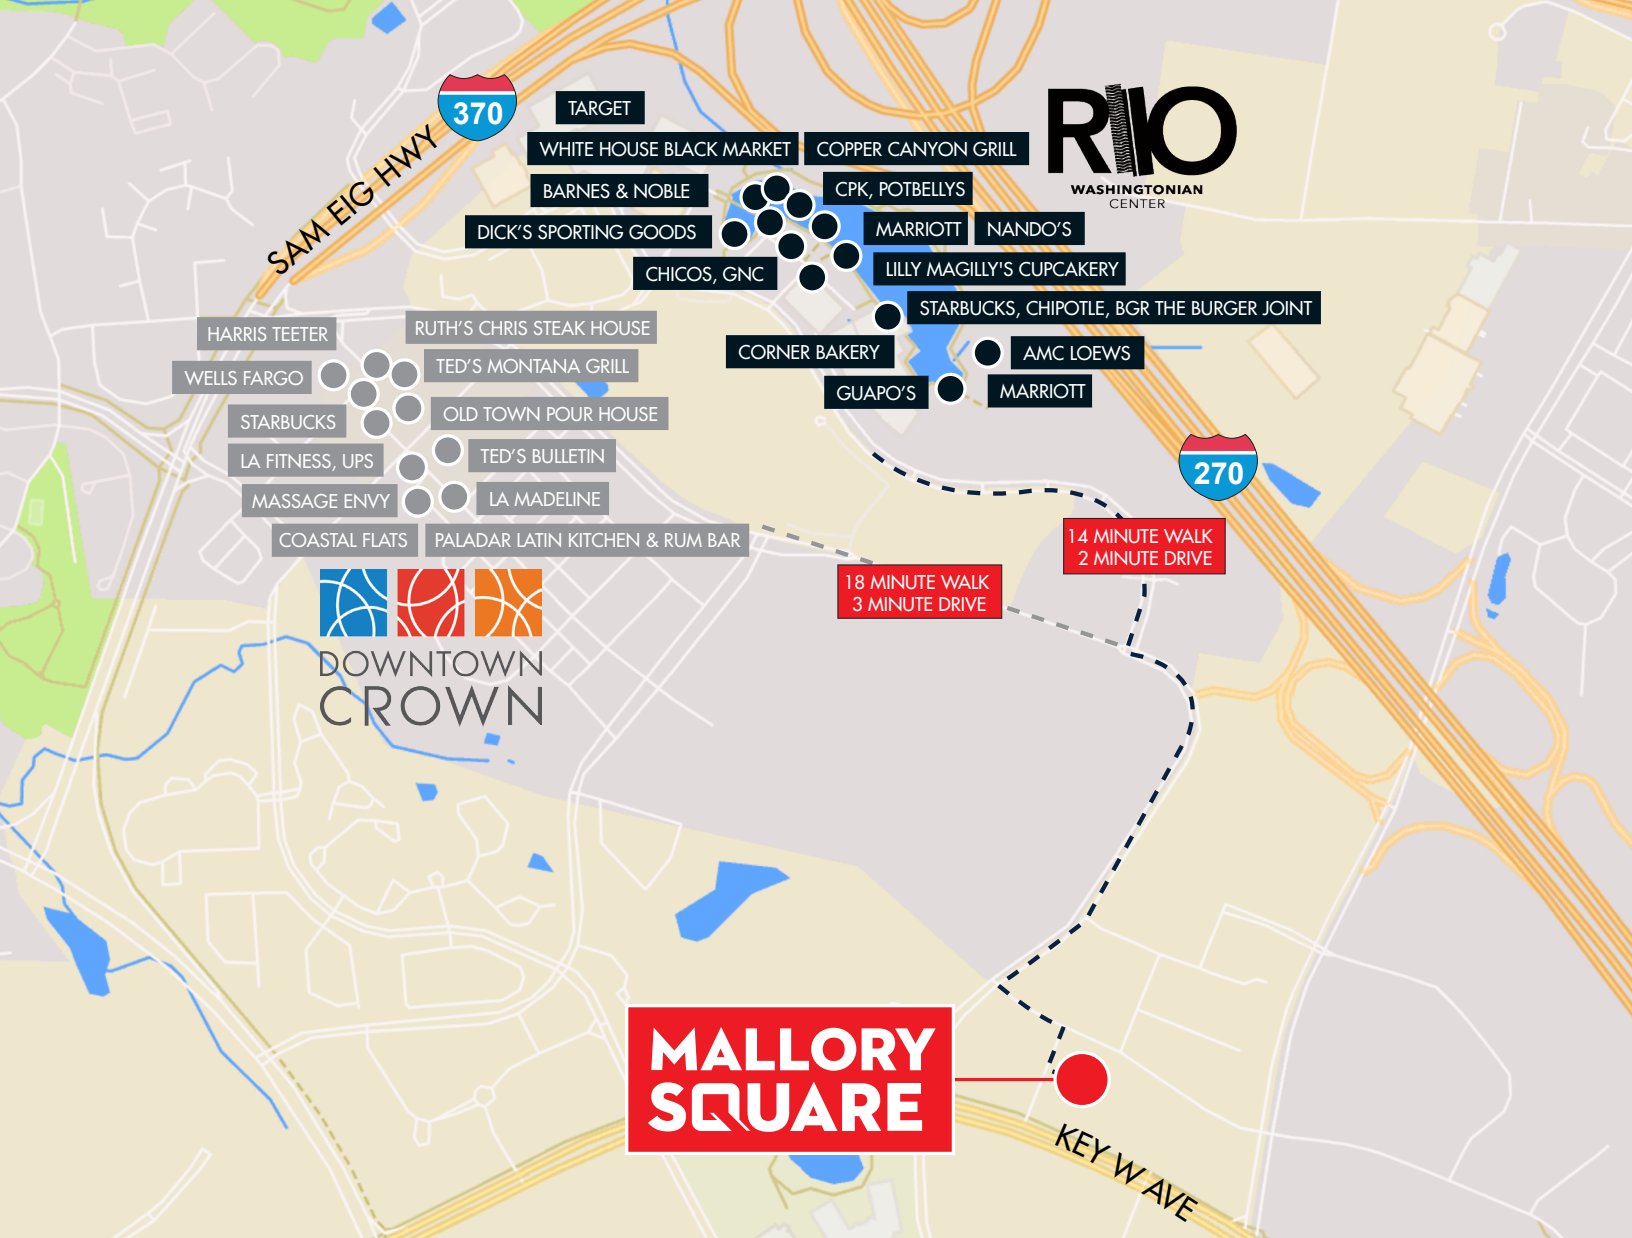 370
SAM EIG HWY
TARGET
WHITE HOUSE BLACK MARKET
COPPER CANYON GRILL
BARNES & NOBLE
CPK, POTBELLYS
DICK'S SPORTING GOODS
MARRIOTT
NANDO'S
CHICOS, GNC
LILLY MAGILLY'S CUPCAKERY
STARBUCKS, CHIPOTLE, BGR THE BURGER JOINT
CORNER BAKERY
AMC LOEWS
GUAPO'S
MARRIOTT
RIO
WASHINGTONIAN
CENTER
HARRIS TEETER
RUTH'S CHRIS STEAK HOUSE
WELLS FARGO
TED'S MONTANA GRILL
STARBUCKS
OLD TOWN POUR HOUSE
LA FITNESS, UPS
TED'S BULLETIN
MASSAGE ENVY
LA MADELINE
COASTAL FLATS
PALADAR LATIN KITCHEN & RUM BAR
DOWNTOWN
CROWN
270
14 MINUTE WALK
2 MINUTE DRIVE
18 MINUTE WALK
3 MINUTE DRIVE
MALLORY
SQUARE
KEY W AVE